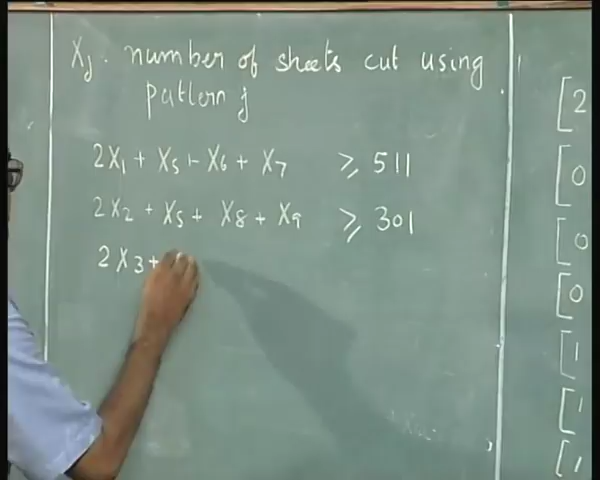 Xj . number of sheets cut using
pattern j
2X1 + X5 + X6 + X7 ≥ 511
2X2 + X5 + X8 + X9 ≥ 301
2X3 +
[2
[0
[0
[0
[1
[1
[1